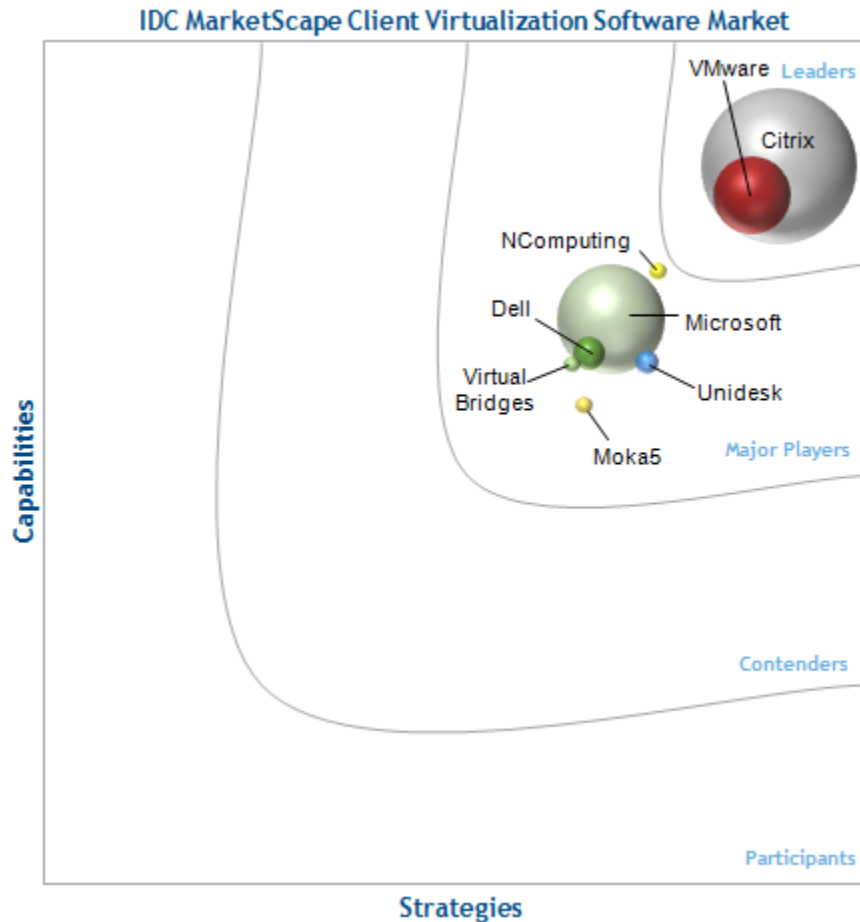 IDC MarketScape Client Virtualization Software Market
VMware
Leaders
Citrix
NComputing
Dell
Microsoft
Virtual
Bridges
Unidesk
Moka5
Major Players
Capabilities
Contenders
Participants
Strategies